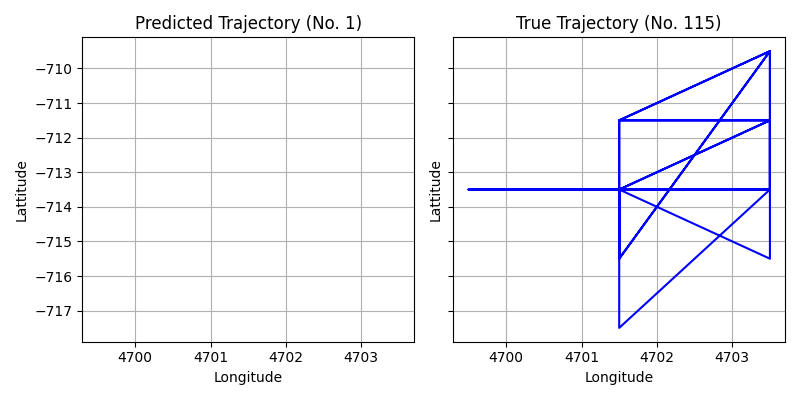 Predicted Trajectory (No. 1)
−710
−711
−712
−713
−714
−715
−716
−717
Lattitude
4700 4701 4702 4703
Longitude
True Trajectory (No. 115)
Lattitude
4700 4701 4702 4703
Longitude